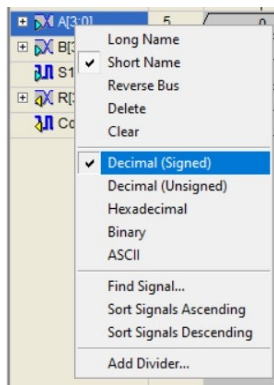 A[3:0] 5 0
Long Name
B[
Short Name
S1
Reverse Bus
R[
Delete
Co
Clear
Decimal (Signed)
Decimal (Unsigned)
Hexadecimal
Binary
ASCII
Find Signal...
Sort Signals Ascending
Sort Signals Descending
Add Divider...